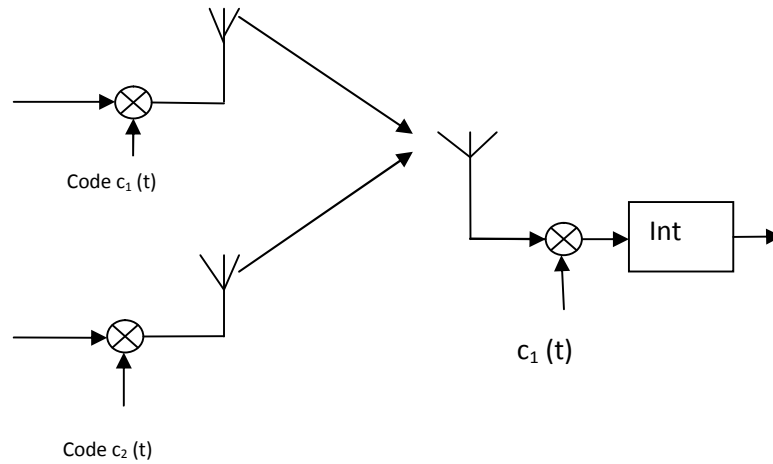 Code c₁ (t)
Int
c₁ (t)
Code c₂ (t)